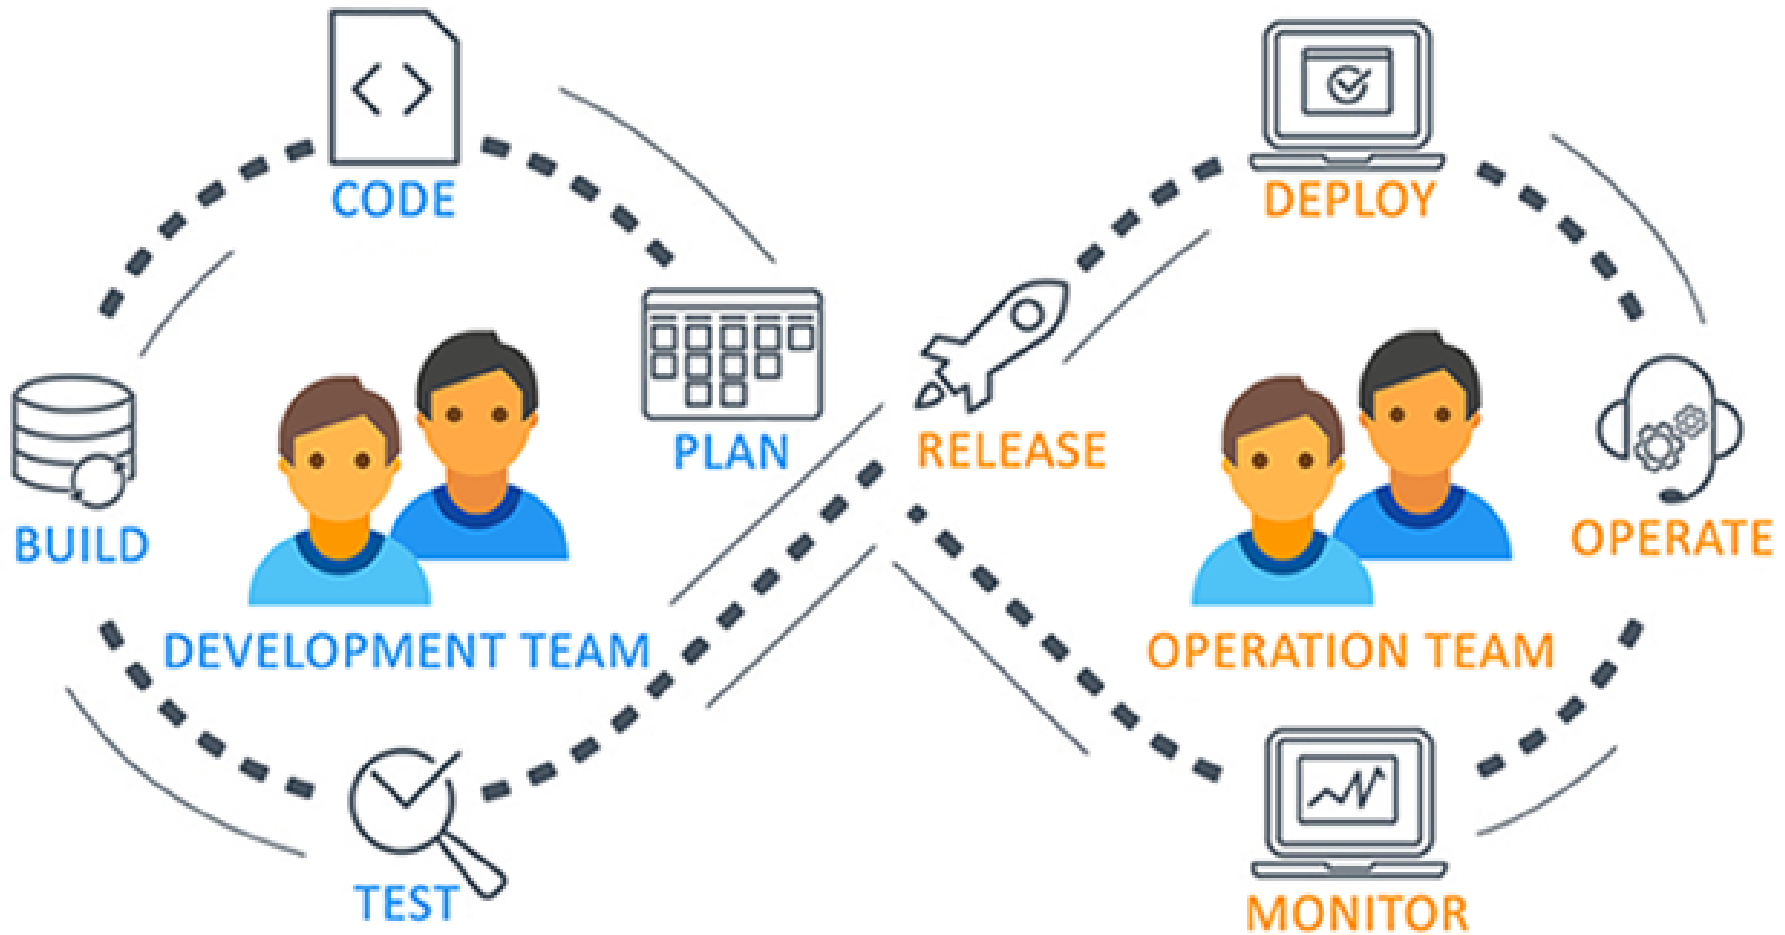 CODE
DEPLOY
PLAN
RELEASE
BUILD
OPERATE
DEVELOPMENT TEAM
OPERATION TEAM
TEST
MONITOR